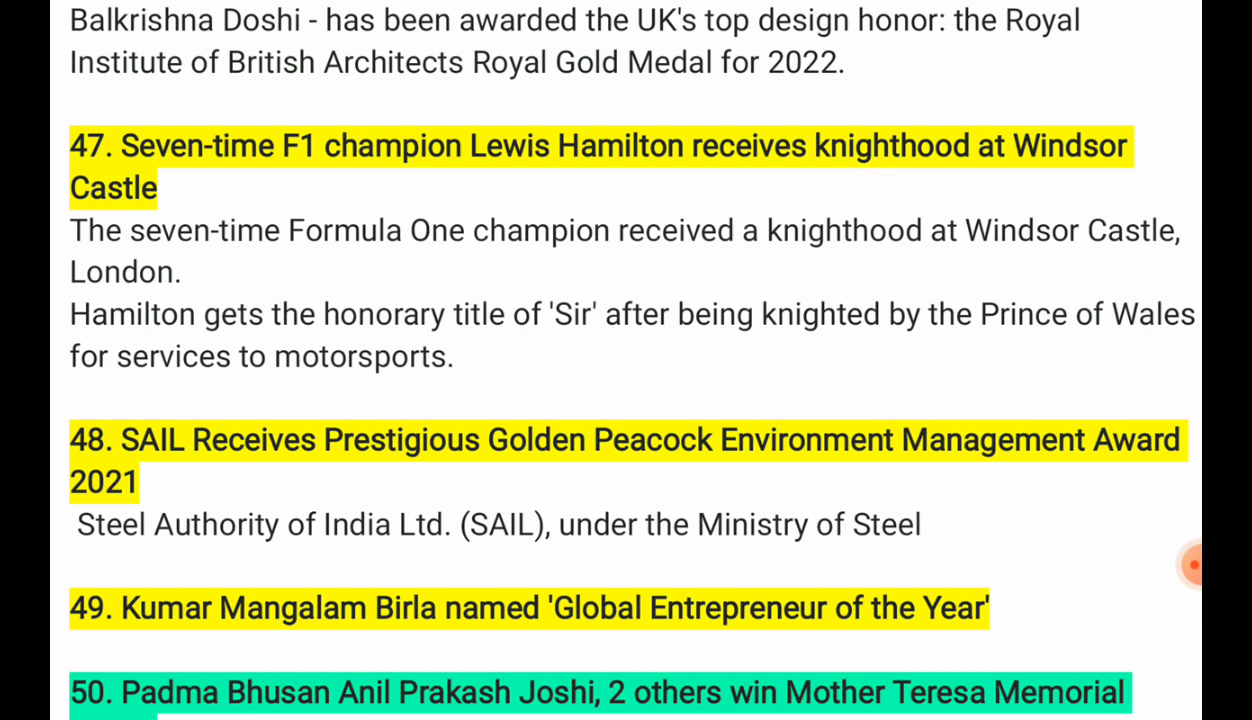 Balkrishna Doshi - has been awarded the UK's top design honor: the Royal
Institute of British Architects Royal Gold Medal for 2022.
47. Seven-time F1 champion Lewis Hamilton receives knighthood at Windsor
Castle
The seven-time Formula One champion received a knighthood at Windsor Castle,
London.
Hamilton gets the honorary title of 'Sir' after being knighted by the Prince of Wales
for services to motorsports.
48. SAIL Receives Prestigious Golden Peacock Environment Management Award
2021
Steel Authority of India Ltd. (SAIL), under the Ministry of Steel
49. Kumar Mangalam Birla named 'Global Entrepreneur of the Year'
50. Padma Bhusan Anil Prakash Joshi, 2 others win Mother Teresa Memorial